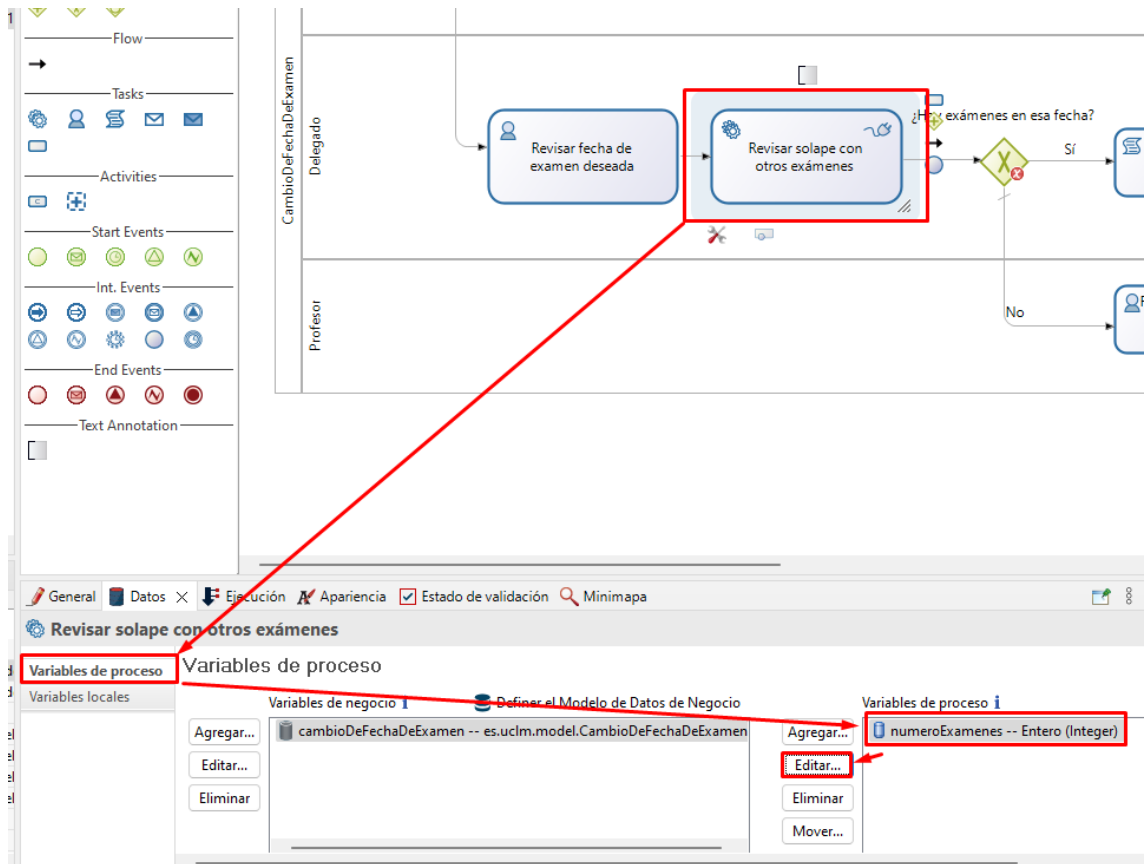 Flow
Tasks
Activities
Start Events
Int. Events
End Events
Text Annotation
CambioDeFechaDeExamen
Delegado
Profesor
Revisar fecha de
examen deseada
Revisar solape con
otros exámenes
exámenes en esa fecha?
Sí
No
General
Datos
Ejecución
Apariencia
Estado de validación
Minimapa
Revisar solape con otros exámenes
Variables de proceso
Variables locales
Variables de proceso
Variables de negocio
Definer el Modelo de Datos de Negocio
Variables de proceso
Agregar...
Editar...
Eliminar
cambioDeFechaDeExamen -- es.uclm.model.CambioDeFechaDeExamen
Agregar...
Editar...
Eliminar
Mover...
numeroExamenes -- Entero (Integer)